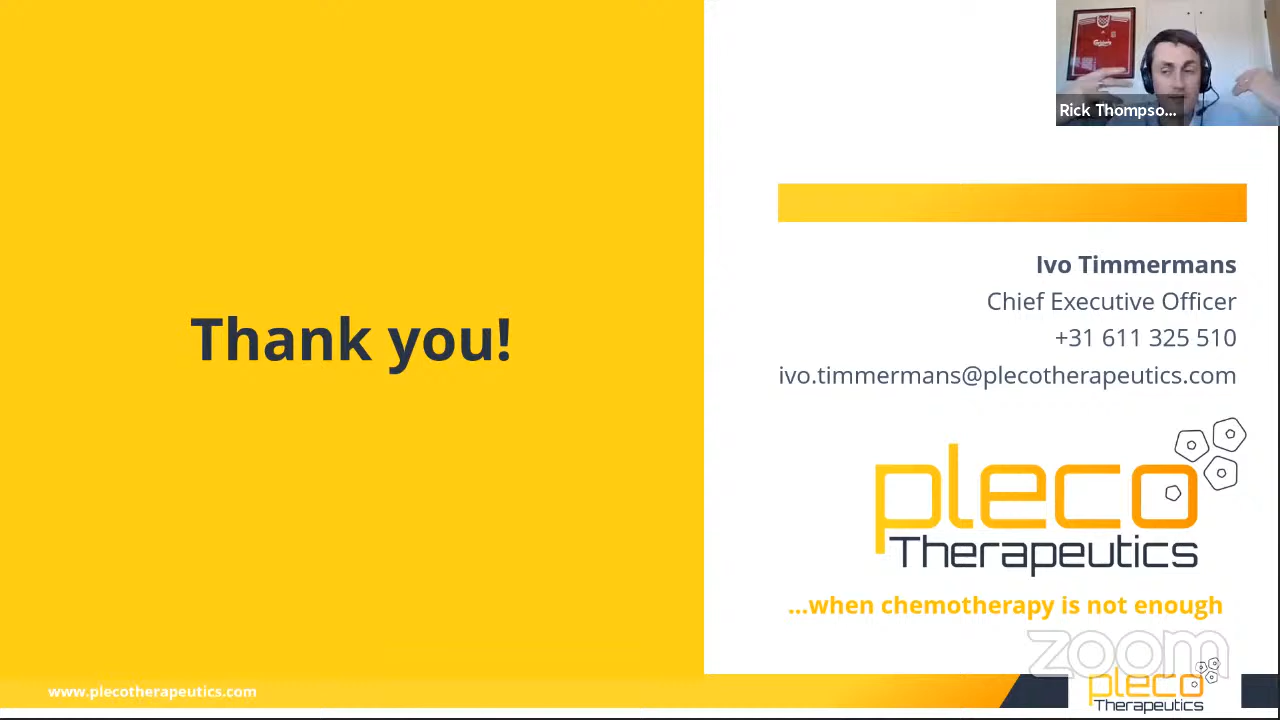 Rick Thompso...
Ivo Timmermans
Chief Executive Officer
+31 611 325 510
ivo.timmermans@plecotherapeutics.com
Thank you!
pleco
Therapeutics
...when chemotherapy is not enough
zoom
www.plecotherapeutics.com
pleco
Therapeutics